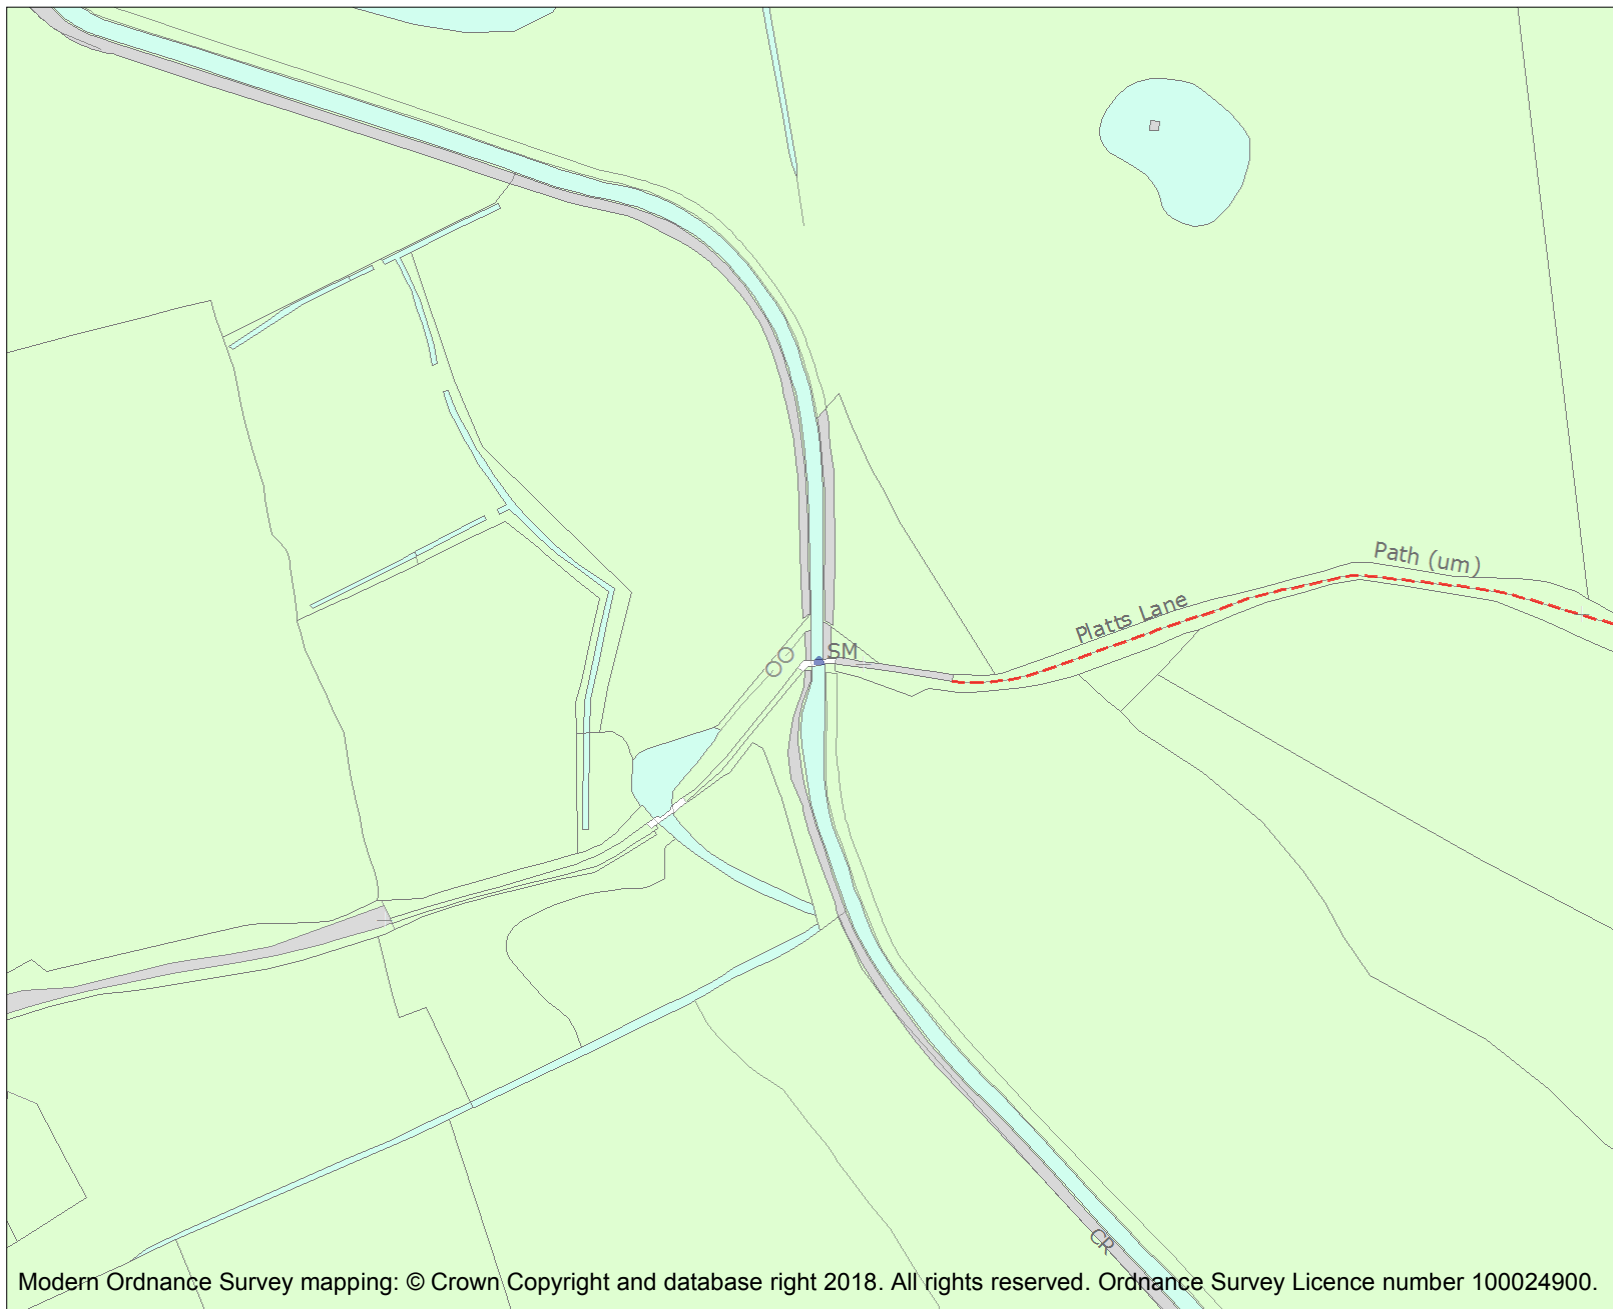 Path (um)
Platts Lane
SM
CR
Modern Ordnance Survey mapping: © Crown Copyright and database right 2018. All rights reserved. Ordnance Survey Licence number 100024900.